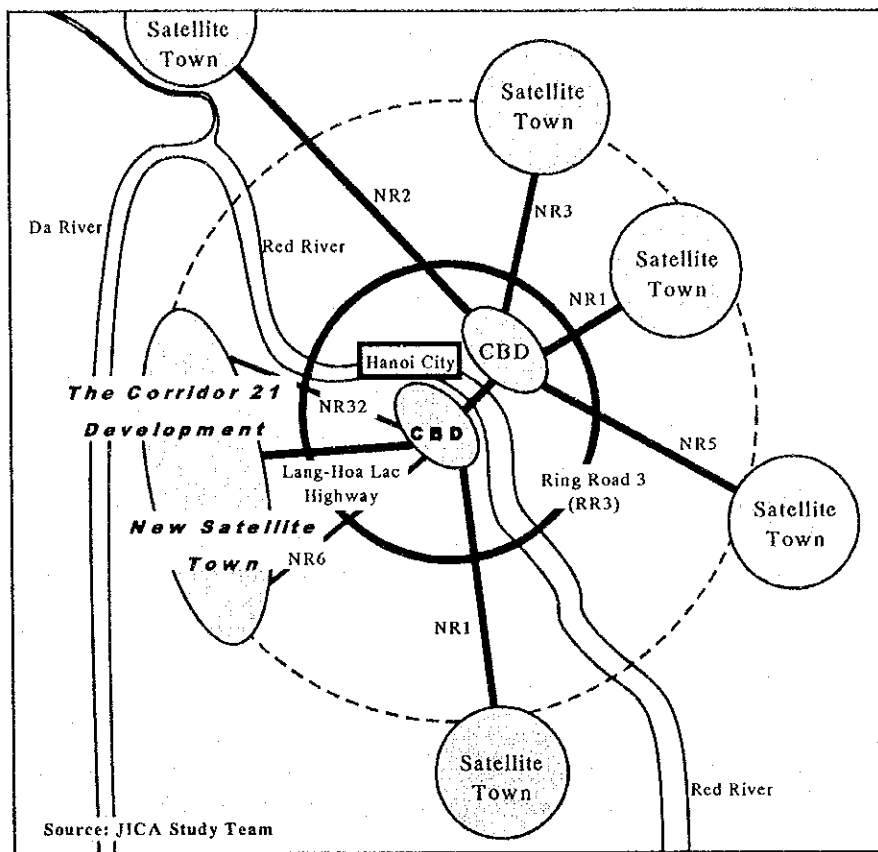 Satellite
Town
Satellite
Town
NR2
NR3
Da River
Red River
Satellite
Town
NR1
CBD
Hanoi City
The Corridor 21
Development
NR32
CBD
NR5
Lang-Hoa Lac
Highway
Ring Road 3
(RR3)
Satellite
Town
New Satellite
Town
NR6
NR1
Satellite
Town
Red River
Source: JICA Study Team